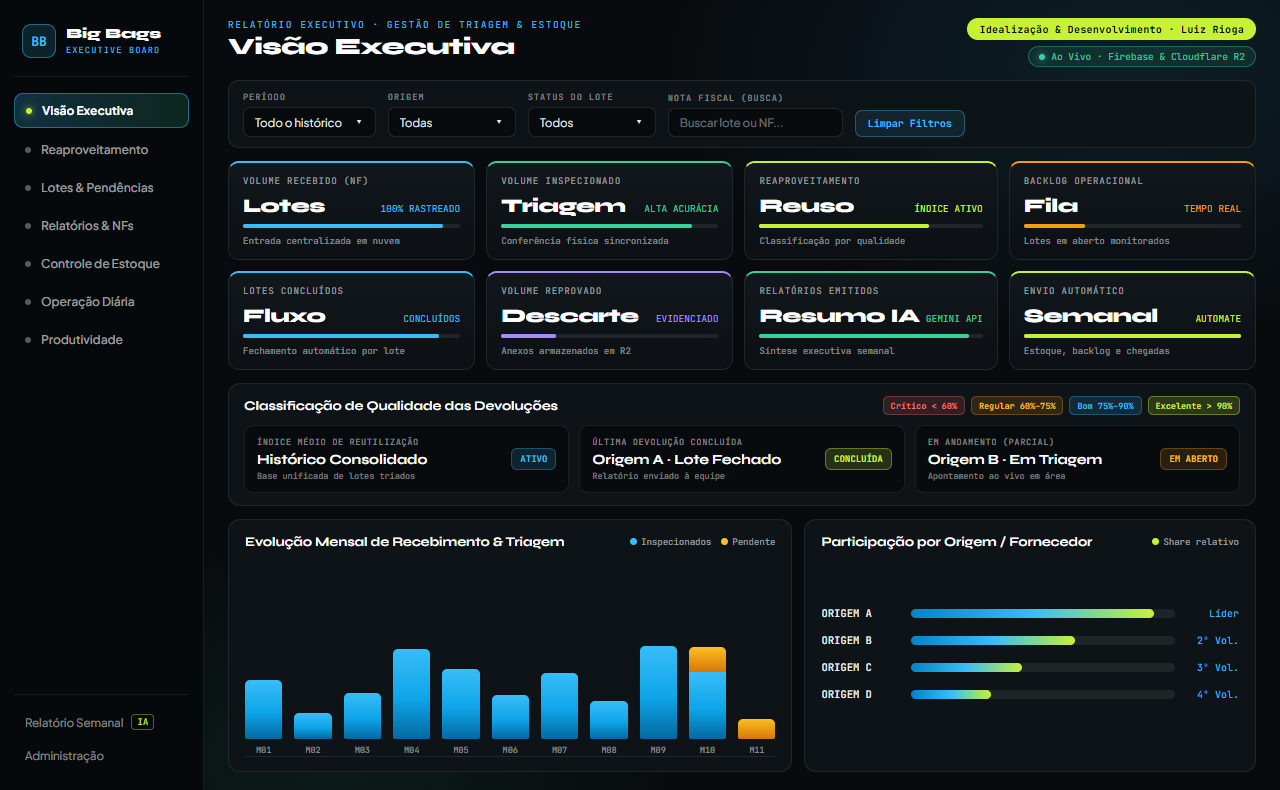 BB
Big Bags
EXECUTIVE BOARD
Visão Executiva
Reaproveitamento
Lotes & Pendências
Relatórios & NFs
Controle de Estoque
Operação Diária
Produtividade
Relatório Semanal IA
Administração
RELATÓRIO EXECUTIVO · GESTÃO DE TRIAGEM & ESTOQUE
Visão Executiva
Idealização & Desenvolvimento · Luiz Rioga
Ao Vivo · Firebase & Cloudflare R2
PERÍODO
Todo o histórico
ORIGEM
Todas
STATUS DO LOTE
Todos
NOTA FISCAL (BUSCA)
Buscar lote ou NF...
Limpar Filtros
VOLUME RECEBIDO (NF)
Lotes 100% RASTREADO
Entrada centralizada em nuvem
VOLUME INSPECIONADO
Triagem ALTA ACURÁCIA
Conferência física sincronizada
REAPROVEITAMENTO
Reuso ÍNDICE ATIVO
Classificação por qualidade
BACKLOG OPERACIONAL
Fila TEMPO REAL
Lotes em aberto monitorados
LOTES CONCLUÍDOS
Fluxo CONCLUÍDOS
Fechamento automático por lote
VOLUME REPROVADO
Descarte EVIDENCIADO
Anexos armazenados em R2
RELATÓRIOS EMITIDOS
Resumo IA GEMINI API
Síntese executiva semanal
ENVIO AUTOMÁTICO
Semanal AUTOMATE
Estoque, backlog e chegadas
Classificação de Qualidade das Devoluções
Crítico < 60% Regular 60%-75% Bom 75%-90% Excelente > 90%
ÍNDICE MÉDIO DE REUTILIZAÇÃO
Histórico Consolidado ATIVO
Base unificada de lotes triados
ÚLTIMA DEVOLUÇÃO CONCLUÍDA
Origem A · Lote Fechado CONCLUÍDA
Relatório enviado à equipe
EM ANDAMENTO (PARCIAL)
Origem B · Em Triagem EM ABERTO
Apontamento ao vivo em área
Evolução Mensal de Recebimento & Triagem
Inspecionados Pendente
M01 M02 M03 M04 M05 M06 M07 M08 M09 M10 M11
Participação por Origem / Fornecedor
Share relativo
ORIGEM A Líder
ORIGEM B 2° Vol.
ORIGEM C 3° Vol.
ORIGEM D 4° Vol.